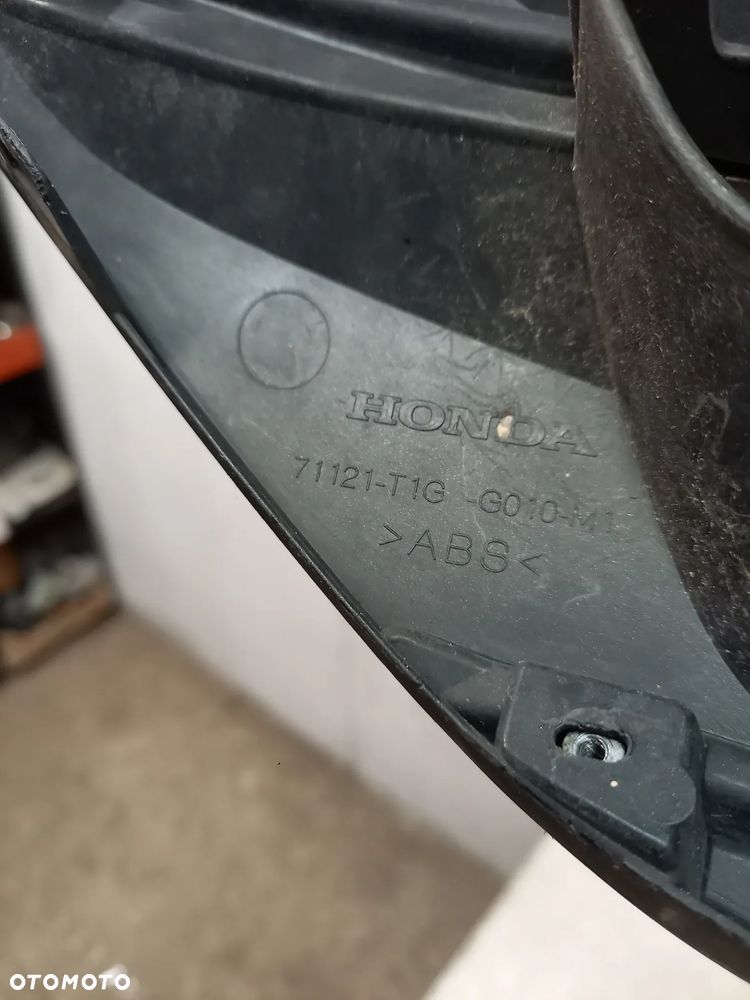 HONDA
71121-T1G -G010-M1
>ABS<
OTOMOTO